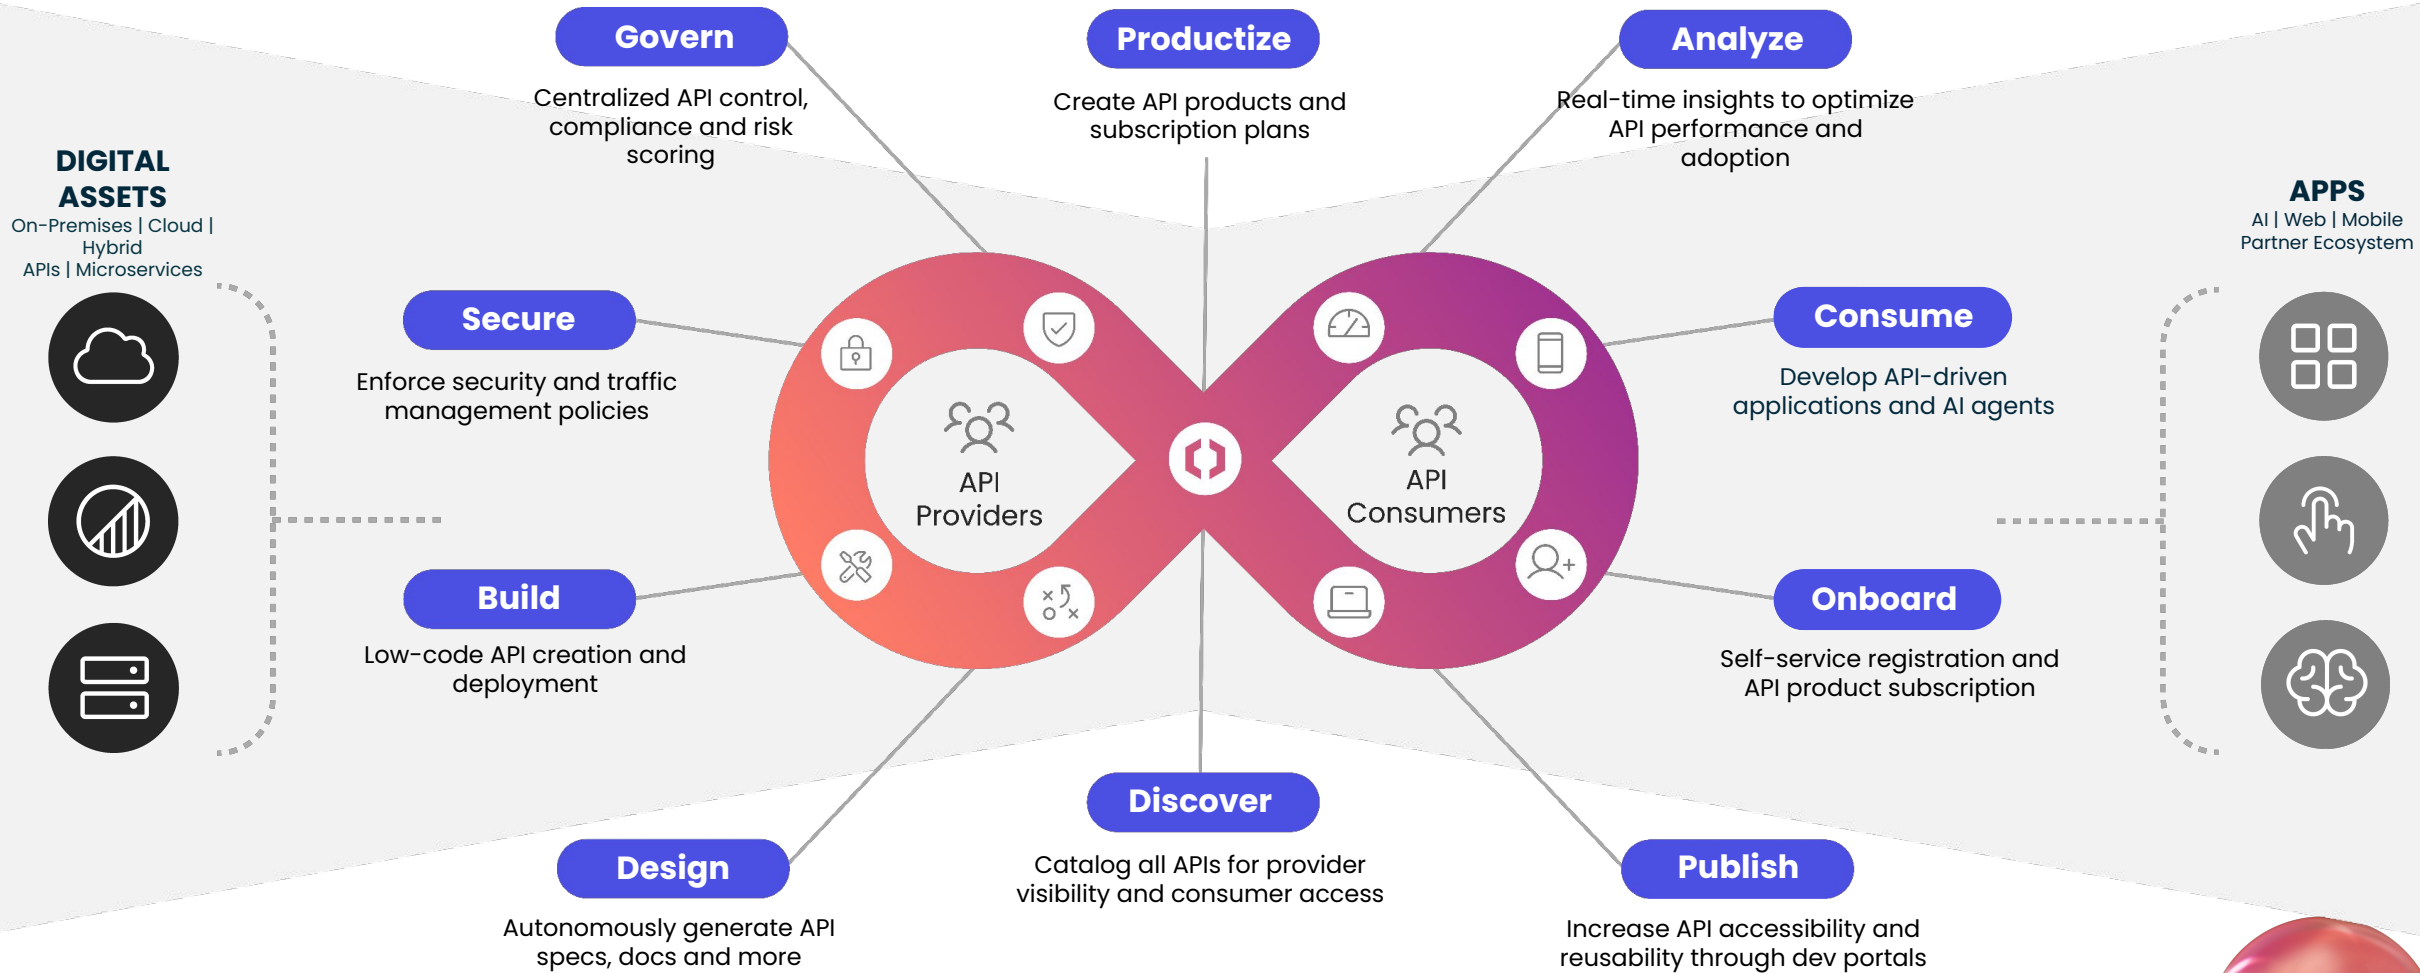 Govern
Centralized API control,
compliance and risk
scoring
Productize
Create API products and
subscription plans
Analyze
Real-time insights to optimize
API performance and
adoption
DIGITAL
ASSETS
On-Premises | Cloud |
Hybrid
APIs | Microservices
APPS
AI | Web | Mobile
Partner Ecosystem
Secure
Enforce security and traffic
management policies
Consume
Develop API-driven
applications and AI agents
API
Providers
API
Consumers
Build
Low-code API creation and
deployment
Onboard
Self-service registration and
API product subscription
Discover
Catalog all APIs for provider
visibility and consumer access
Design
Autonomously generate API
specs, docs and more
Publish
Increase API accessibility and
reusability through dev portals